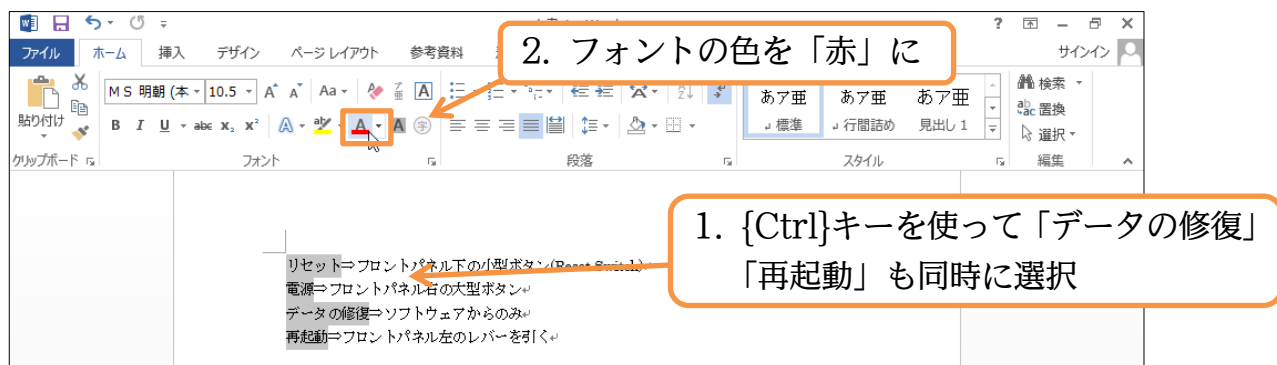 2. フォントの色を「赤」に
ファイル ホーム 挿入 デザイン ページ レイアウト 参考資料 サインイン
MS 明朝 (本 10.5 A A Aa A
あア亜 あア亜 あア亜
検索
貼り付け B I U abc X₂ X² A aby A A 字
標準 行間詰め 見出し 1
置換
選択
クリップボード フォント 段落 スタイル 編集
1. {Ctrl}キーを使って「データの修復」
「再起動」も同時に選択
リセット⇒フロントパネル下の小型ボタン(Reset Switch)
電源⇒フロントパネル右の大型ボタン↵
データの修復⇒ソフトウェアからのみ↵
再起動⇒フロントパネル左のレバーを引く↵